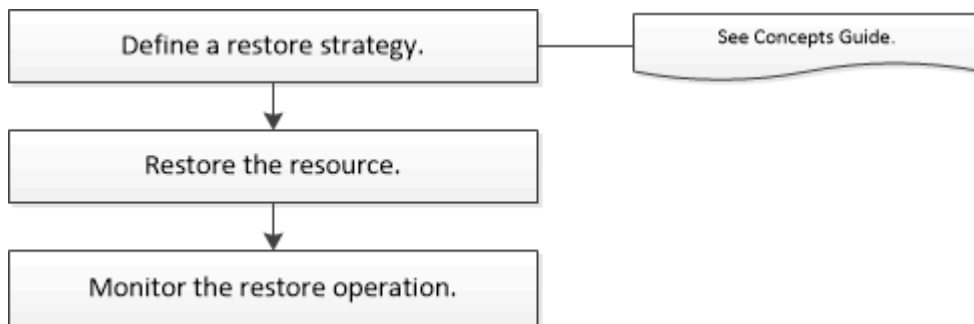 Define a restore strategy.
See Concepts Guide.
Restore the resource.
Monitor the restore operation.